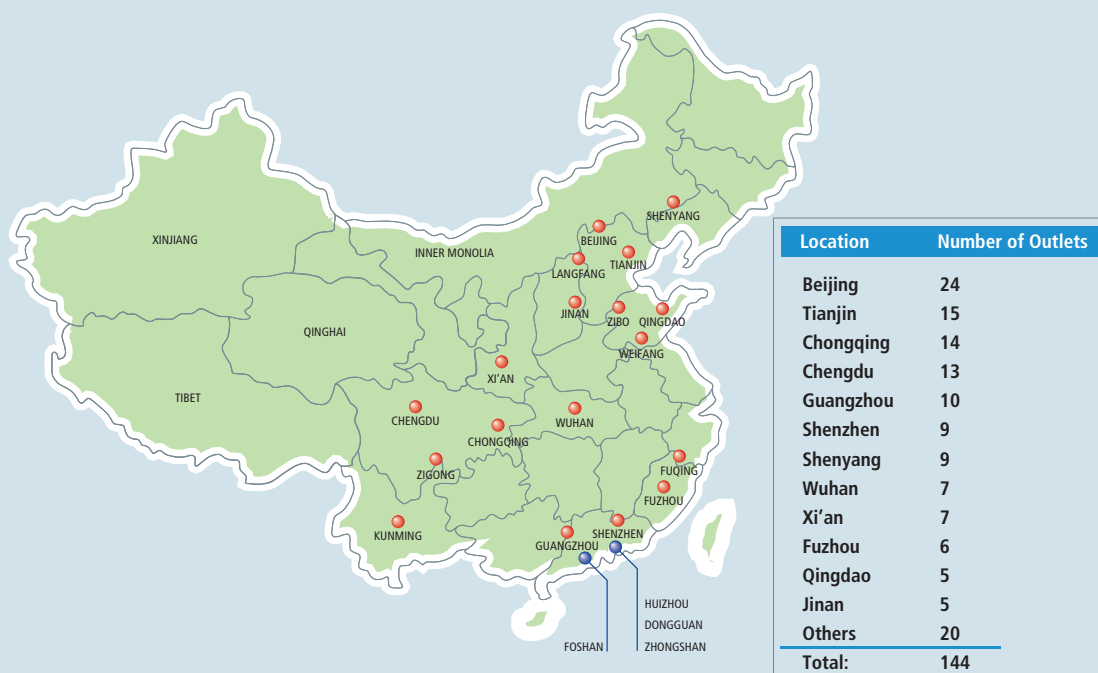 SHENYANG
XINJIANG
BEIJING
INNER MONOLIA
TIANJIN
LANGFANG
JINAN
ZIBO
QINGDAO
QINGHAI
WEIFANG
XI'AN
TIBET
CHENGDU
WUHAN
CHONGQING
FUQING
ZIGONG
FUZHOU
KUNMING
SHENZHEN
GUANGZHOU
HUIZHOU
DONGGUAN
FOSHAN
ZHONGSHAN
Location Number of Outlets
Beijing 24
Tianjin 15
Chongqing 14
Chengdu 13
Guangzhou 10
Shenzhen 9
Shenyang 9
Wuhan 7
Xi'an 7
Fuzhou 6
Qingdao 5
Jinan 5
Others 20
Total: 144